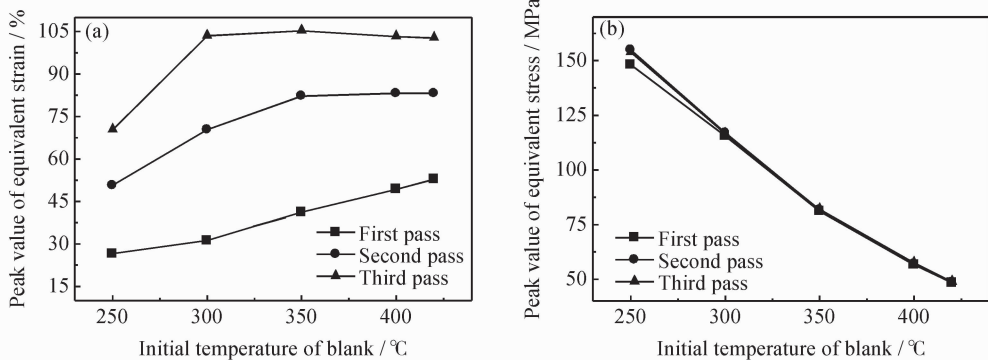 Peak value of equivalent strain / %
105
90
75
60
45
30
15
(a)
First pass
Second pass
Third pass
250
300
350
400
Initial temperature of blank / ℃
Peak value of equivalent stress / MPa
150
125
100
75
50
(b)
First pass
Second pass
Third pass
250
300
350
400
Initial temperature of blank / ℃